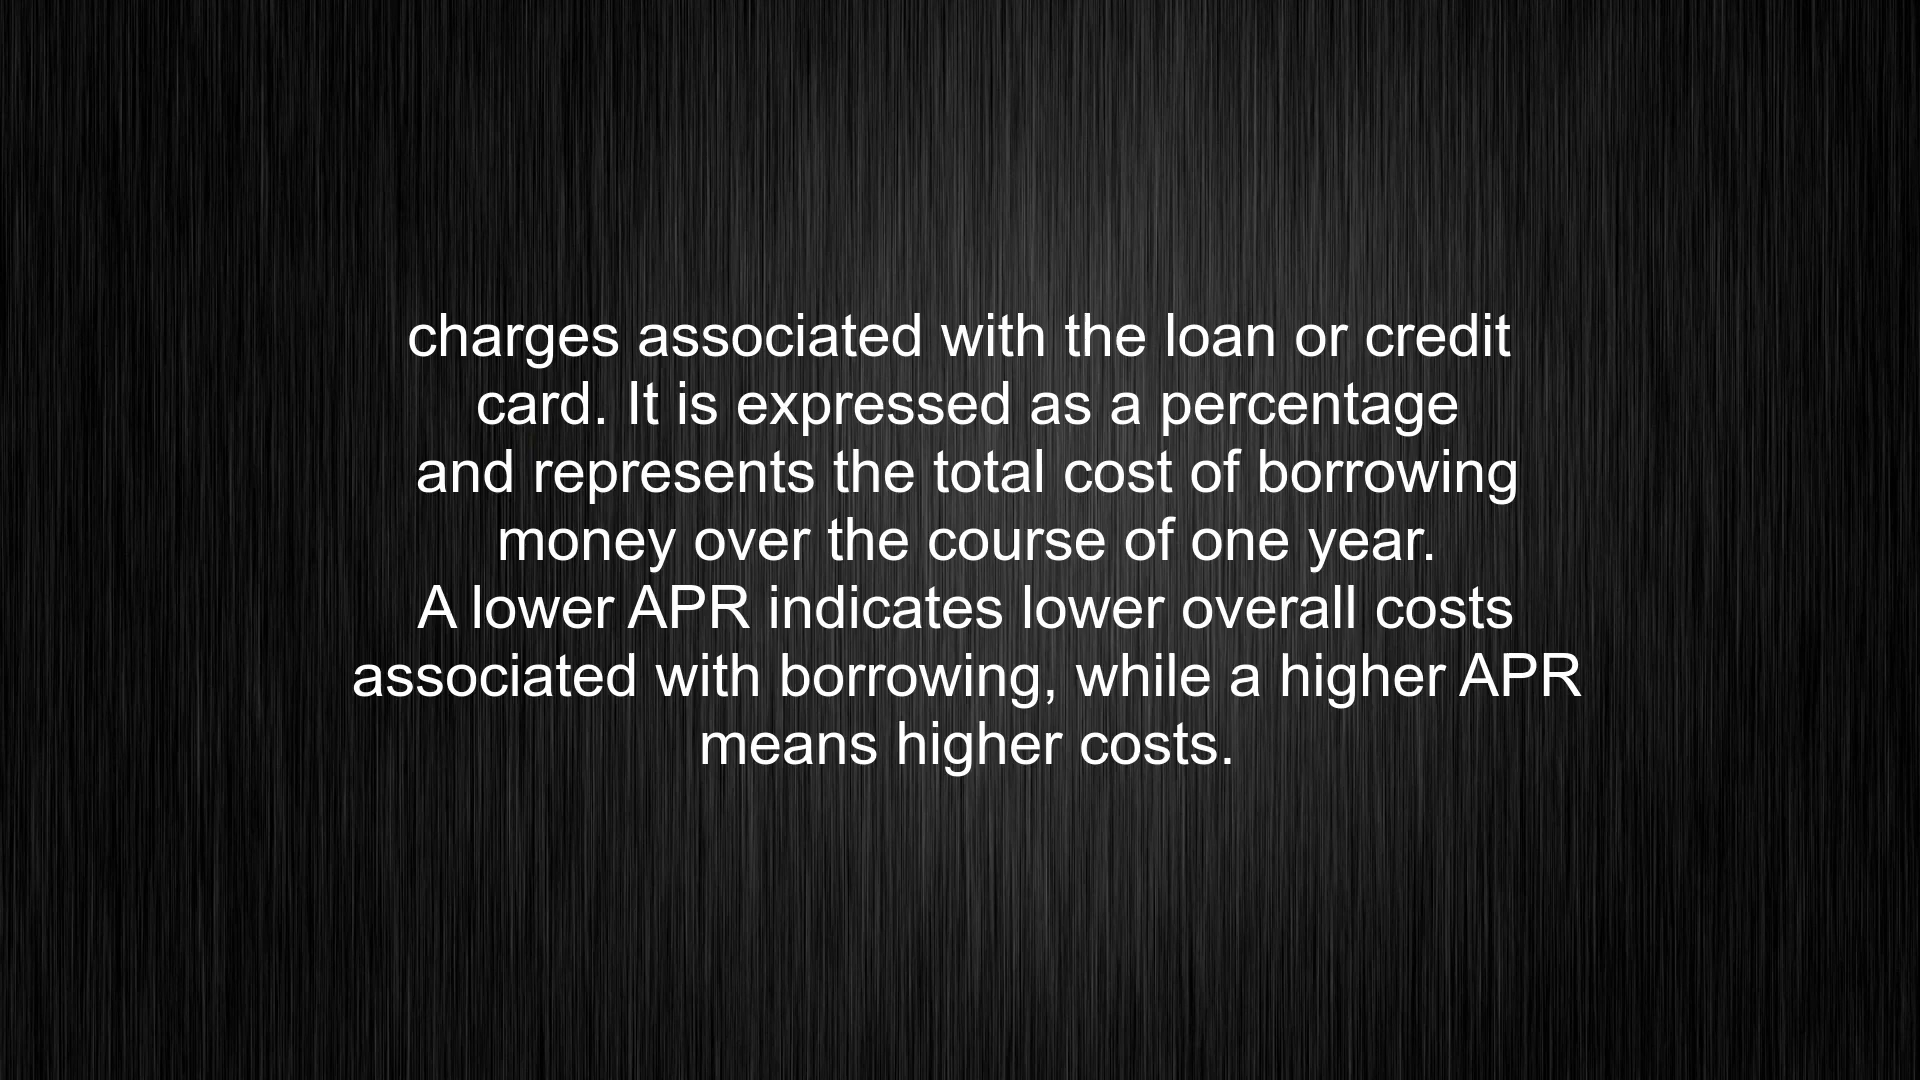 charges associated with the loan or credit
card. It is expressed as a percentage
and represents the total cost of borrowing
money over the course of one year.
A lower APR indicates lower overall costs
associated with borrowing, while a higher APR
means higher costs.